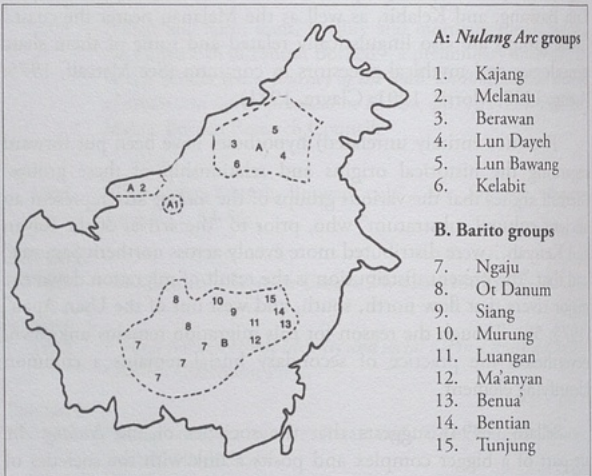 A: Nulang Arc groups
1. Kajang
2. Melanau
3. Berawan
4. Lun Dayeh
5. Lun Bawang
6. Kelabit
B. Barito groups
7. Ngaju
8. Ot Danum
9. Siang
10. Murung
11. Luangan
12. Ma'anyan
13. Benua'
14. Bentian
15. Tunjung
5
3 A 4
6
A 2
A1
8 10 15
9 14
8 11 13
7 7 B 12
7 7
7